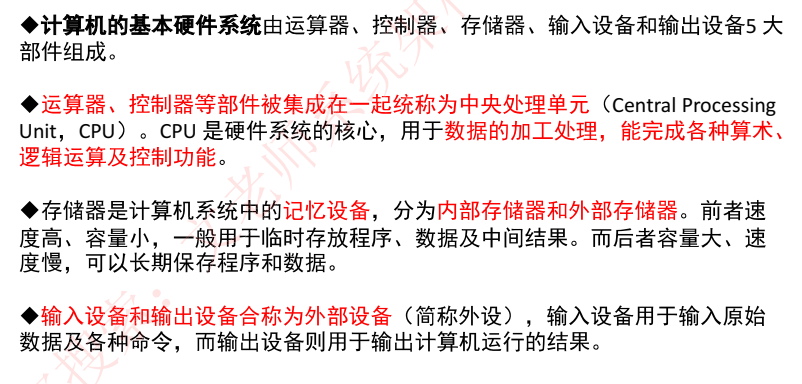 ◆计算机的基本硬件系统由运算器、控制器、存储器、输入设备和输出设备5 大
部件组成。
◆运算器、控制器等部件被集成在一起统称为中央处理单元（Central Processing
Unit，CPU）。CPU 是硬件系统的核心，用于数据的加工处理，能完成各种算术、
逻辑运算及控制功能。
◆存储器是计算机系统中的记忆设备，分为内部存储器和外部存储器。前者速
度高、容量小，一般用于临时存放程序、数据及中间结果。而后者容量大、速
度慢，可以长期保存程序和数据。
◆输入设备和输出设备合称为外部设备（简称外设），输入设备用于输入原始
数据及各种命令，而输出设备则用于输出计算机运行的结果。